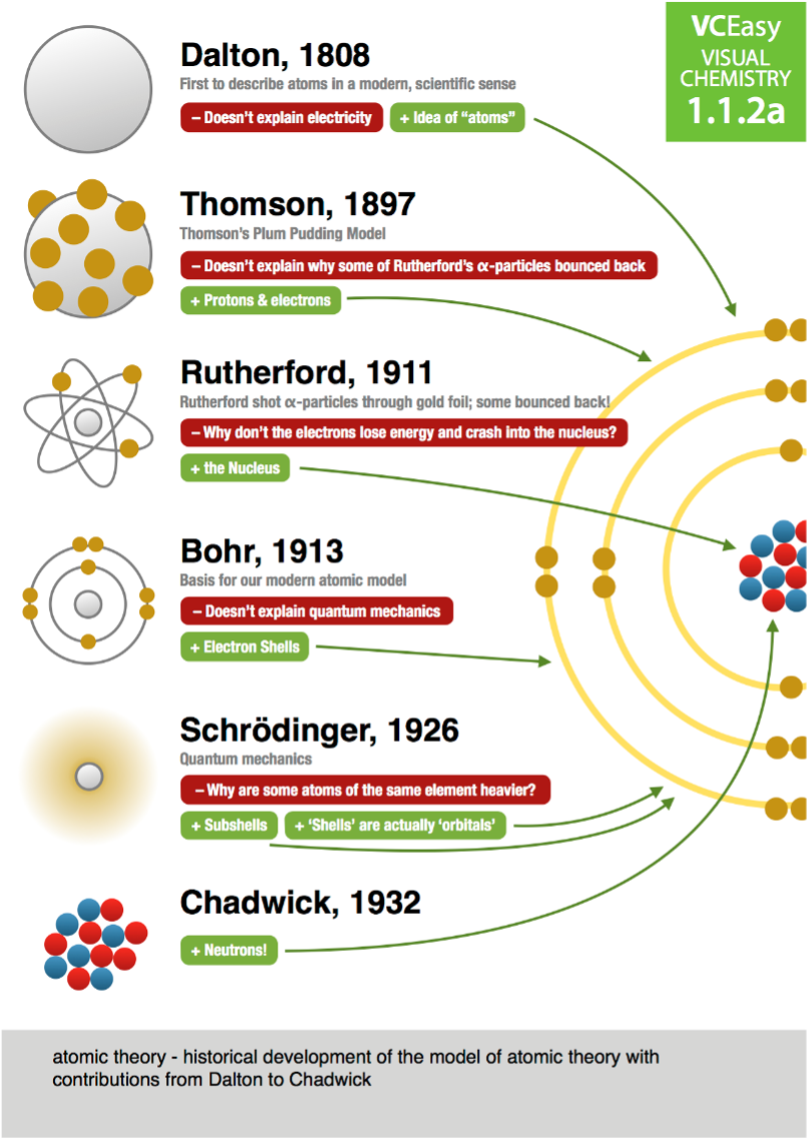 VCEasy
VISUAL
CHEMISTRY
1.1.2a
Dalton, 1808
First to describe atoms in a modern, scientific sense
– Doesn't explain electricity
+ Idea of “atoms”
Thomson, 1897
Thomson's Plum Pudding Model
– Doesn't explain why some of Rutherford's α-particles bounced back
+ Protons & electrons
Rutherford, 1911
Rutherford shot α-particles through gold foil; some bounced back!
– Why don't the electrons lose energy and crash into the nucleus?
+ the Nucleus
Bohr, 1913
Basis for our modern atomic model
– Doesn't explain quantum mechanics
+ Electron Shells
Schrödinger, 1926
Quantum mechanics
– Why are some atoms of the same element heavier?
+ Subshells
+ ‘Shells’ are actually ‘orbitals’
Chadwick, 1932
+ Neutrons!
atomic theory - historical development of the model of atomic theory with
contributions from Dalton to Chadwick